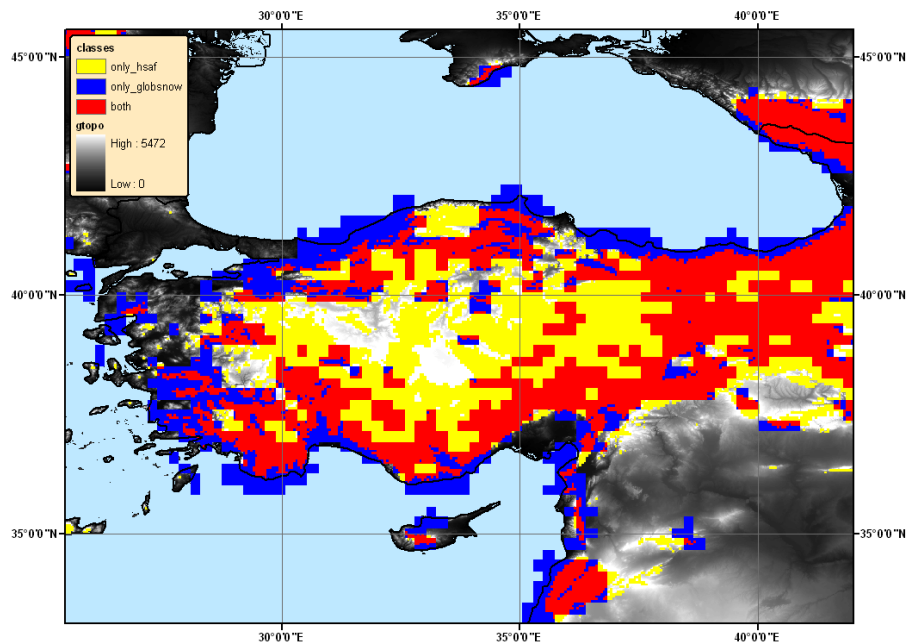 30°0'0"E 35°0'0"E 40°0'0"E
45°0'0"N 45°0'0"N
classes
only_hsaf
only_globsnow
both
gtopo
High : 5472
Low : 0
40°0'0"N 40°0'0"N
35°0'0"N 35°0'0"N
30°0'0"E 35°0'0"E 40°0'0"E